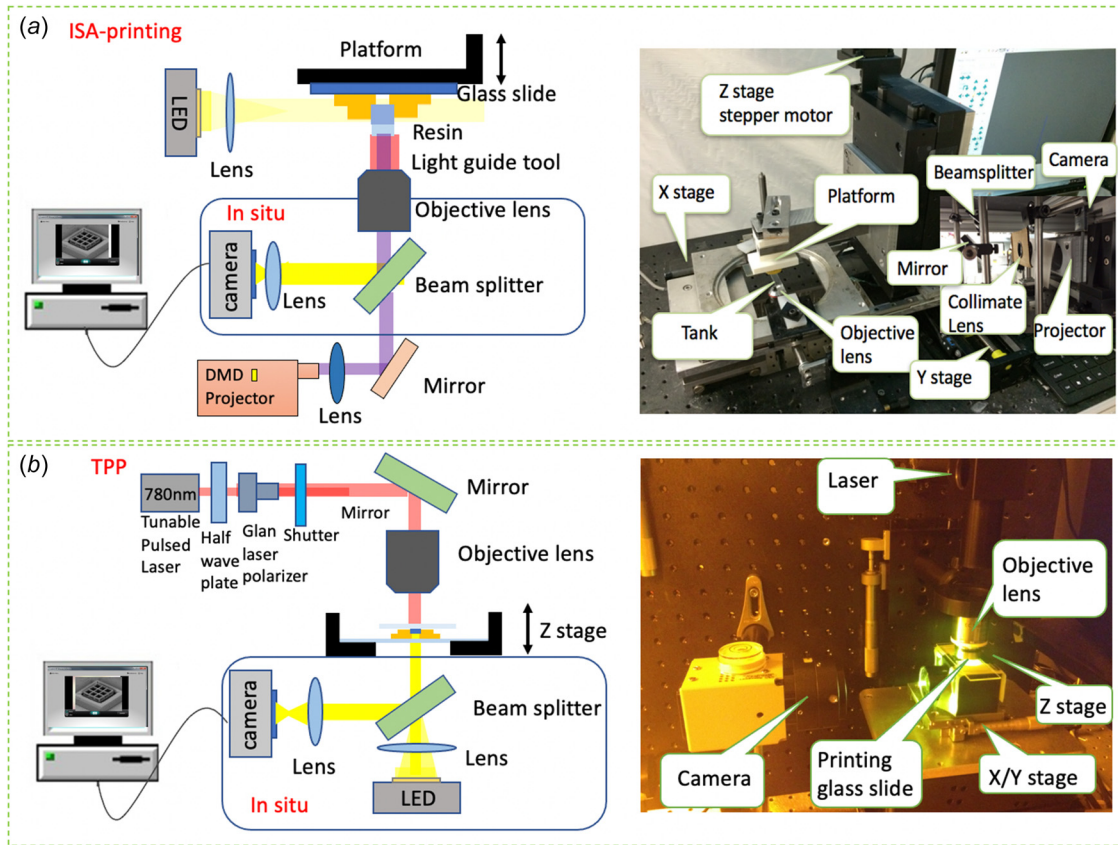 (a) ISA-printing
Platform
Glass slide
LED
Lens
Resin
Light guide tool
Objective lens
In situ
camera
Lens
Beam splitter
DMD
Projector
Lens
Mirror
Z stage
stepper motor
X stage
Platform
Beamsplitter
Camera
Mirror
Collimate
Lens
Projector
Tank
Objective
lens
Y stage
(b) TPP
780nm
Tunable
Pulsed
Laser
Half
wave
plate
Glan
laser
polarizer
Shutter
Mirror
Mirror
Objective lens
Z stage
camera
Lens
Beam splitter
Lens
In situ
LED
Laser
Objective
lens
Z stage
Camera
Printing
glass slide
X/Y stage